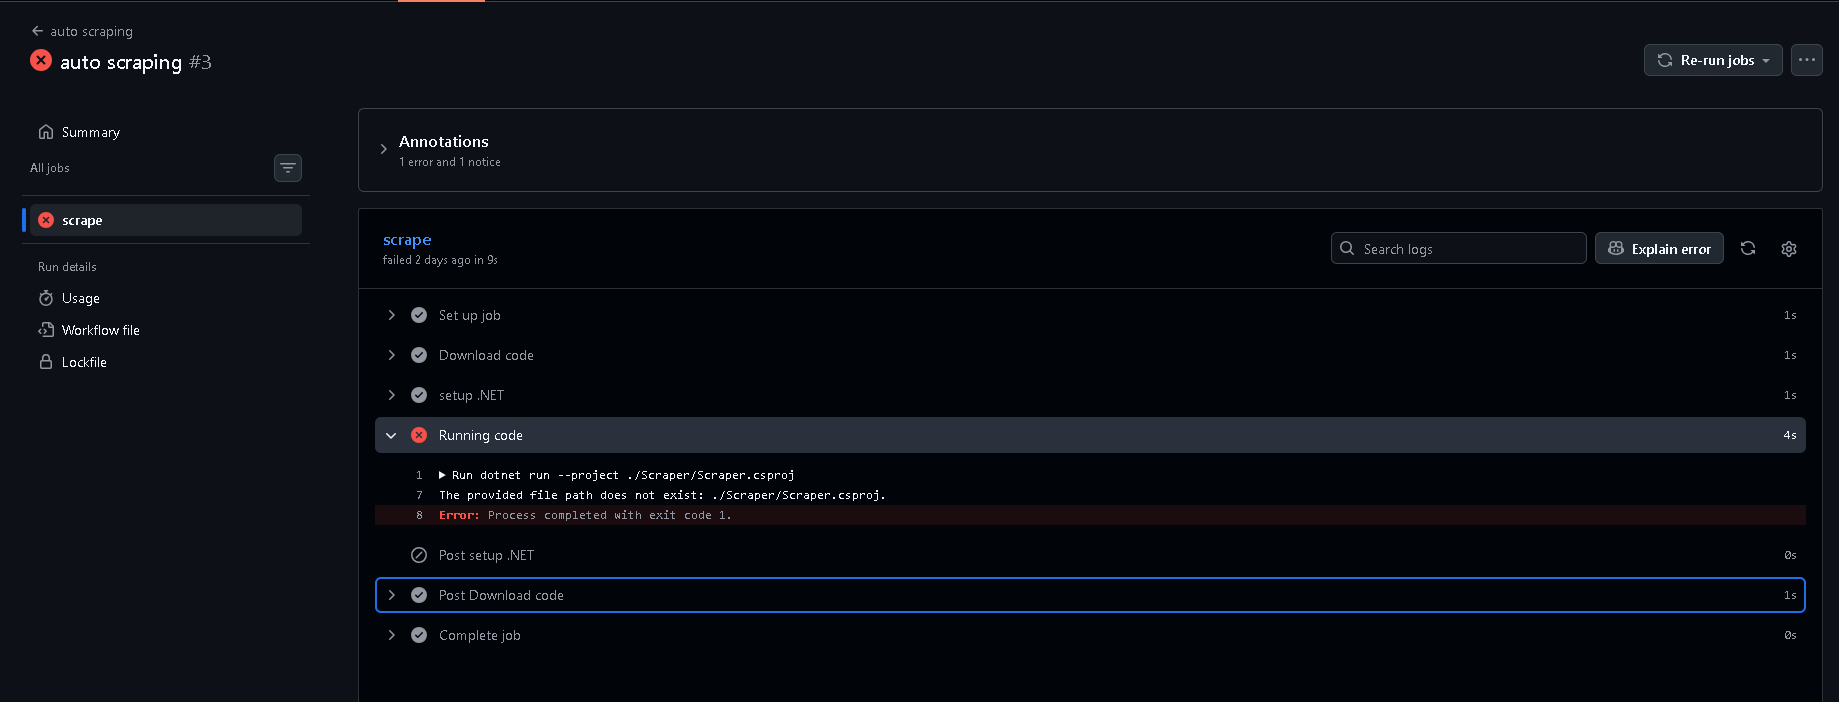 auto scraping
auto scraping #3
Re-run jobs
Summary
All jobs
scrape
Run details
Usage
Workflow file
Lockfile
Annotations
1 error and 1 notice
scrape
failed 2 days ago in 9s
Search logs
Explain error
Set up job 1s
Download code 1s
setup .NET 1s
Running code 4s
1 Run dotnet run --project ./Scraper/Scraper.csproj
7 The provided file path does not exist: ./Scraper/Scraper.csproj.
8 Error: Process completed with exit code 1.
Post setup .NET 0s
Post Download code 1s
Complete job 0s